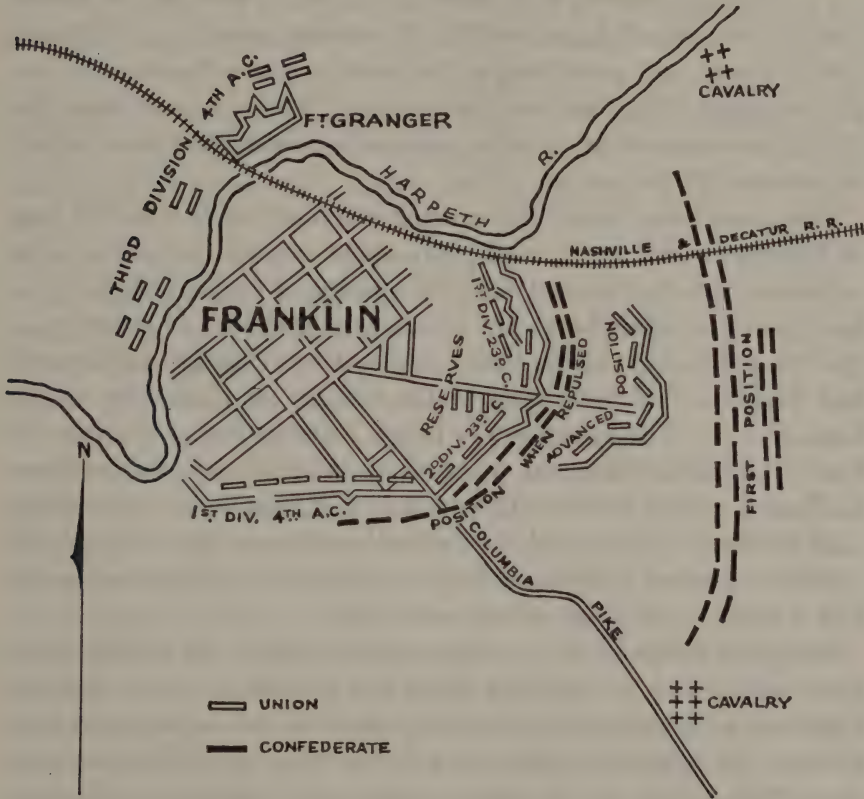 4TH A.C.
FT. GRANGER
++
++
CAVALRY
THIRD DIVISION
HARPETH R.
NASHVILLE & DECATUR R.R.
FRANKLIN
1ST DIV. 23D. C.
RESERVES
2D DIV. 23D. C.
POSITION WHEN REPULSED
ADVANCED POSITION
FIRST POSITION
N
1ST DIV. 4TH A.C.
COLUMBIA PIKE
+++
+++
CAVALRY
UNION
CONFEDERATE